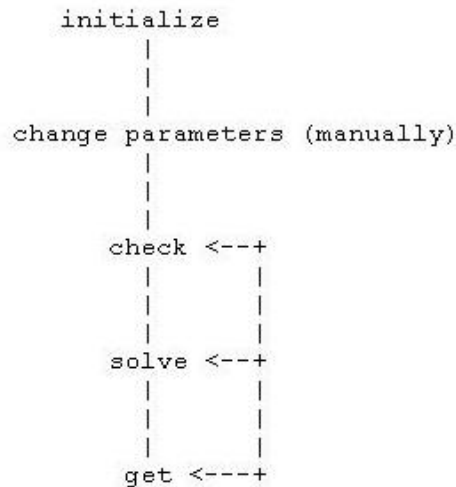 initialize
|
|
|
change parameters (manually)
|
|
|
check <--+
| |
| |
| |
solve <--+
| |
| |
| |
get <---+